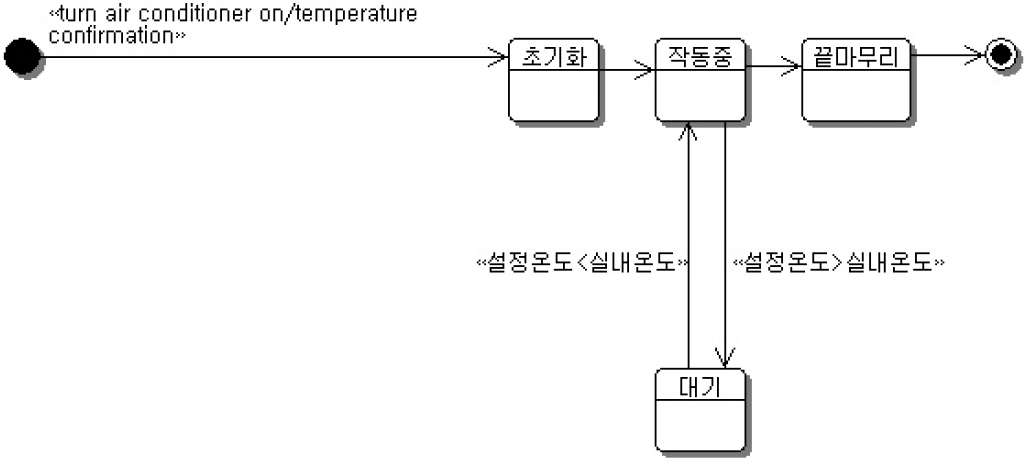 «turn air conditioner on/temperature
confirmation»
초기화
작동중
끝마무리
«설정온도<실내온도»
«설정온도>실내온도»
대기